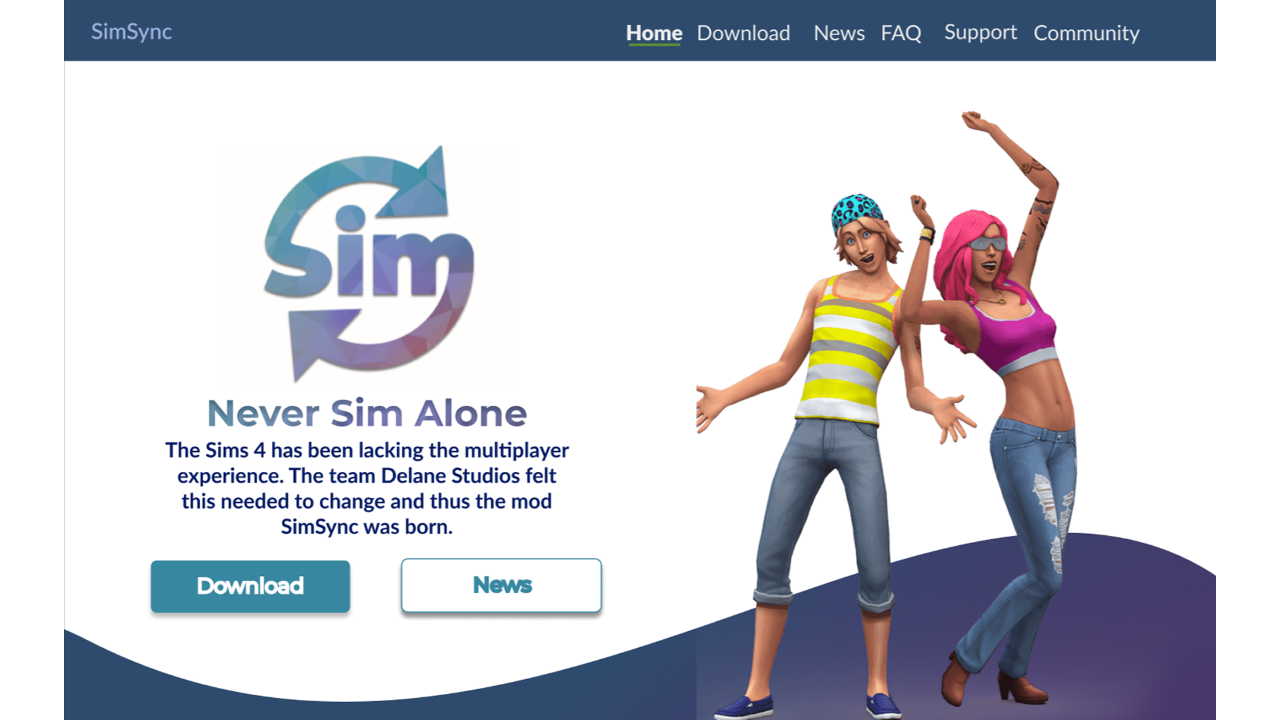 SimSync
Home Download News FAQ Support Community
Sim
Never Sim Alone
The Sims 4 has been lacking the multiplayer
experience. The team Delane Studios felt
this needed to change and thus the mod
SimSync was born.
Download
News